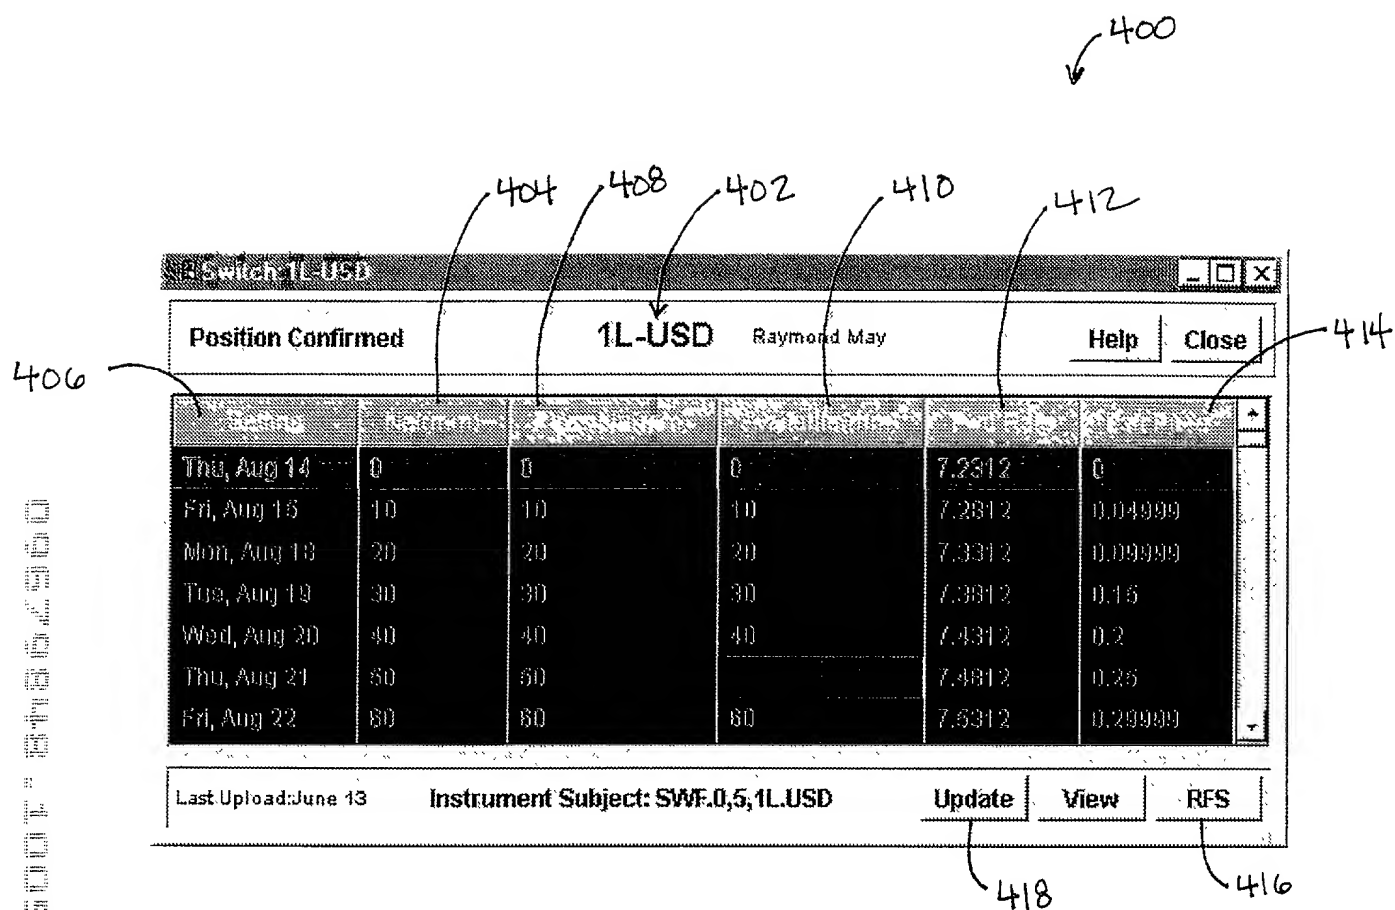 400
404 408 402 410 412
Switch:1L-USD
Position Confirmed 1L-USD Raymond May Help Close
414
406
Thu, Aug 14 0 0 0 7.2312 0
Fri, Aug 15 10 10 10 7.2812 0.04999
Mon, Aug 18 20 20 20 7.3312 0.09999
Tue, Aug 19 30 30 30 7.3812 0.15
Wed, Aug 20 40 40 40 7.4312 0.2
Thu, Aug 21 50 50 7.4812 0.25
Fri, Aug 22 60 60 60 7.5312 0.29999
Last Upload:June 13 Instrument Subject: SWF.0,5,1L.USD Update View RFS
418 416